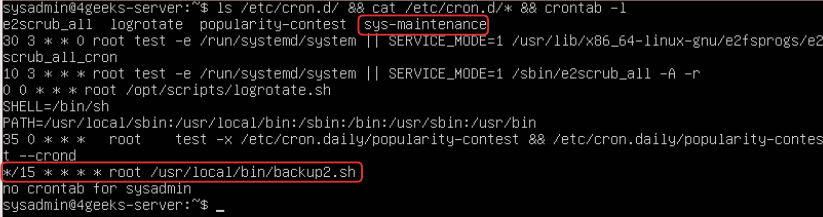 sysadmin@4geeks-server:~$ ls /etc/cron.d/ && cat /etc/cron.d/* && crontab -l
e2scrub_all  logrotate  popularity-contest  sys-maintenance
30 3 * * 0 root test -e /run/systemd/system || SERVICE_MODE=1 /usr/lib/x86_64-linux-gnu/e2fsprogs/e2
scrub_all_cron
10 3 * * * root test -e /run/systemd/system || SERVICE_MODE=1 /sbin/e2scrub_all -A -r
0 0 * * * root /opt/scripts/logrotate.sh
SHELL=/bin/sh
PATH=/usr/local/sbin:/usr/local/bin:/sbin:/bin:/usr/sbin:/usr/bin
35 0 * * *   root    test -x /etc/cron.daily/popularity-contest && /etc/cron.daily/popularity-contes
t --crond
*/15 * * * * root /usr/local/bin/backup2.sh
no crontab for sysadmin
sysadmin@4geeks-server:~$ _